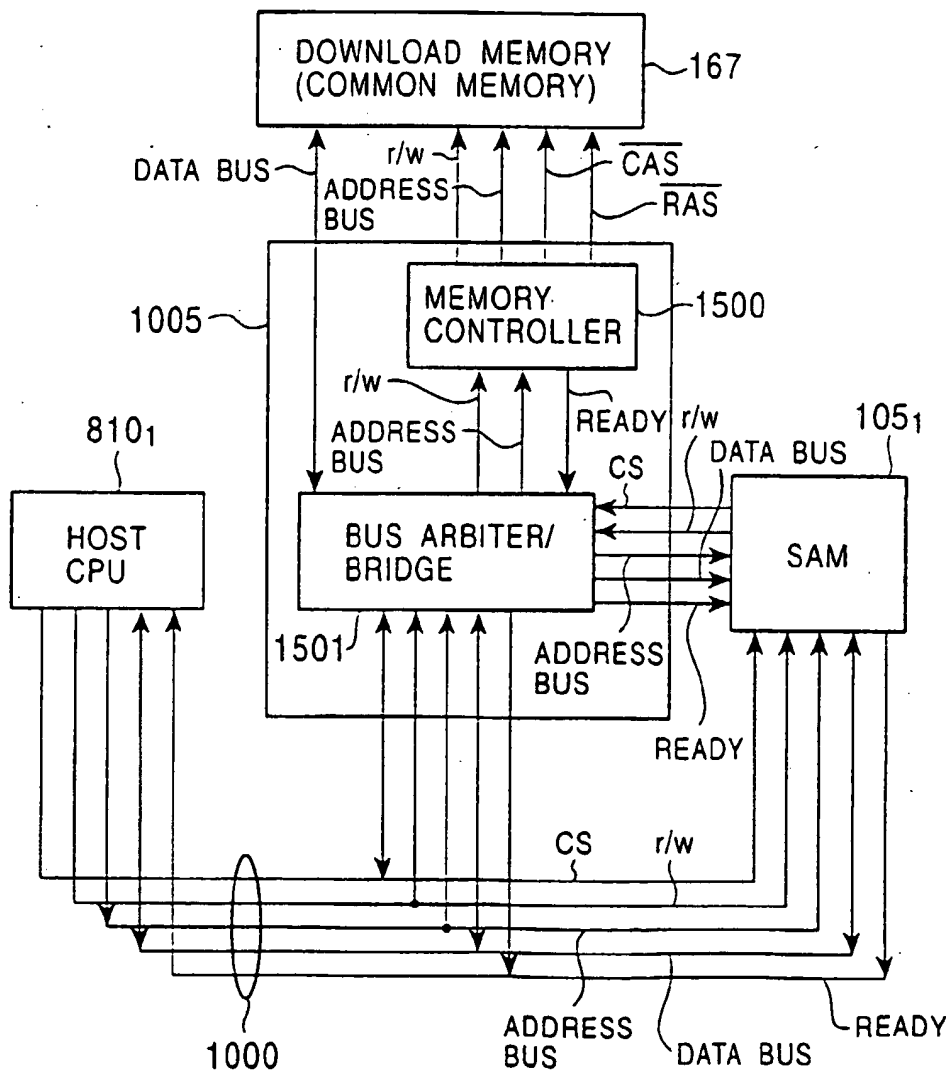 DOWNLOAD MEMORY
(COMMON MEMORY)
167
r/w
CAS
DATA BUS
ADDRESS
BUS
RAS
MEMORY
CONTROLLER
1500
1005
r/w
READY
ADDRESS
BUS
r/w
DATA BUS
CS
105₁
810₁
HOST
CPU
BUS ARBITER/
BRIDGE
SAM
1501
ADDRESS
BUS
READY
CS
r/w
1000
ADDRESS
BUS
DATA BUS
READY